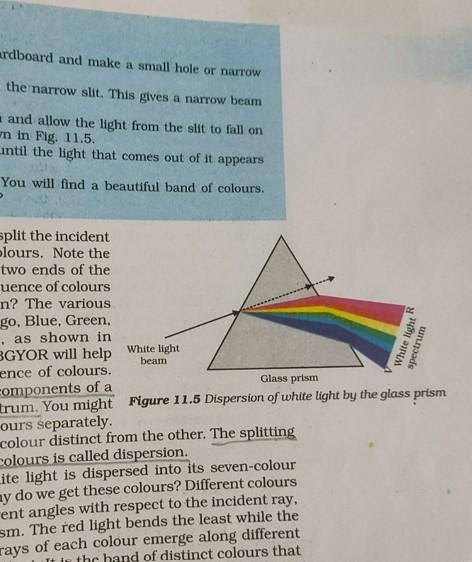 ardboard and make a small hole or narrow
the narrow slit. This gives a narrow beam
and allow the light from the slit to fall on
n in Fig. 11.5.
until the light that comes out of it appears
You will find a beautiful band of colours.
?
split the incident
olours. Note the
two ends of the
uence of colours
n? The various
go, Blue, Green,
, as shown in
BGYOR will help
ence of colours.
components of a
trum. You might
ours separately.
colour distinct from the other. The splitting
colours is called dispersion.
ite light is dispersed into its seven-colour
y do we get these colours? Different colours
ent angles with respect to the incident ray,
sm. The red light bends the least while the
rays of each colour emerge along different
It is the band of distinct colours that
White light
beam
Glass prism
R
White light
spectrum
V
Figure 11.5 Dispersion of white light by the glass prism